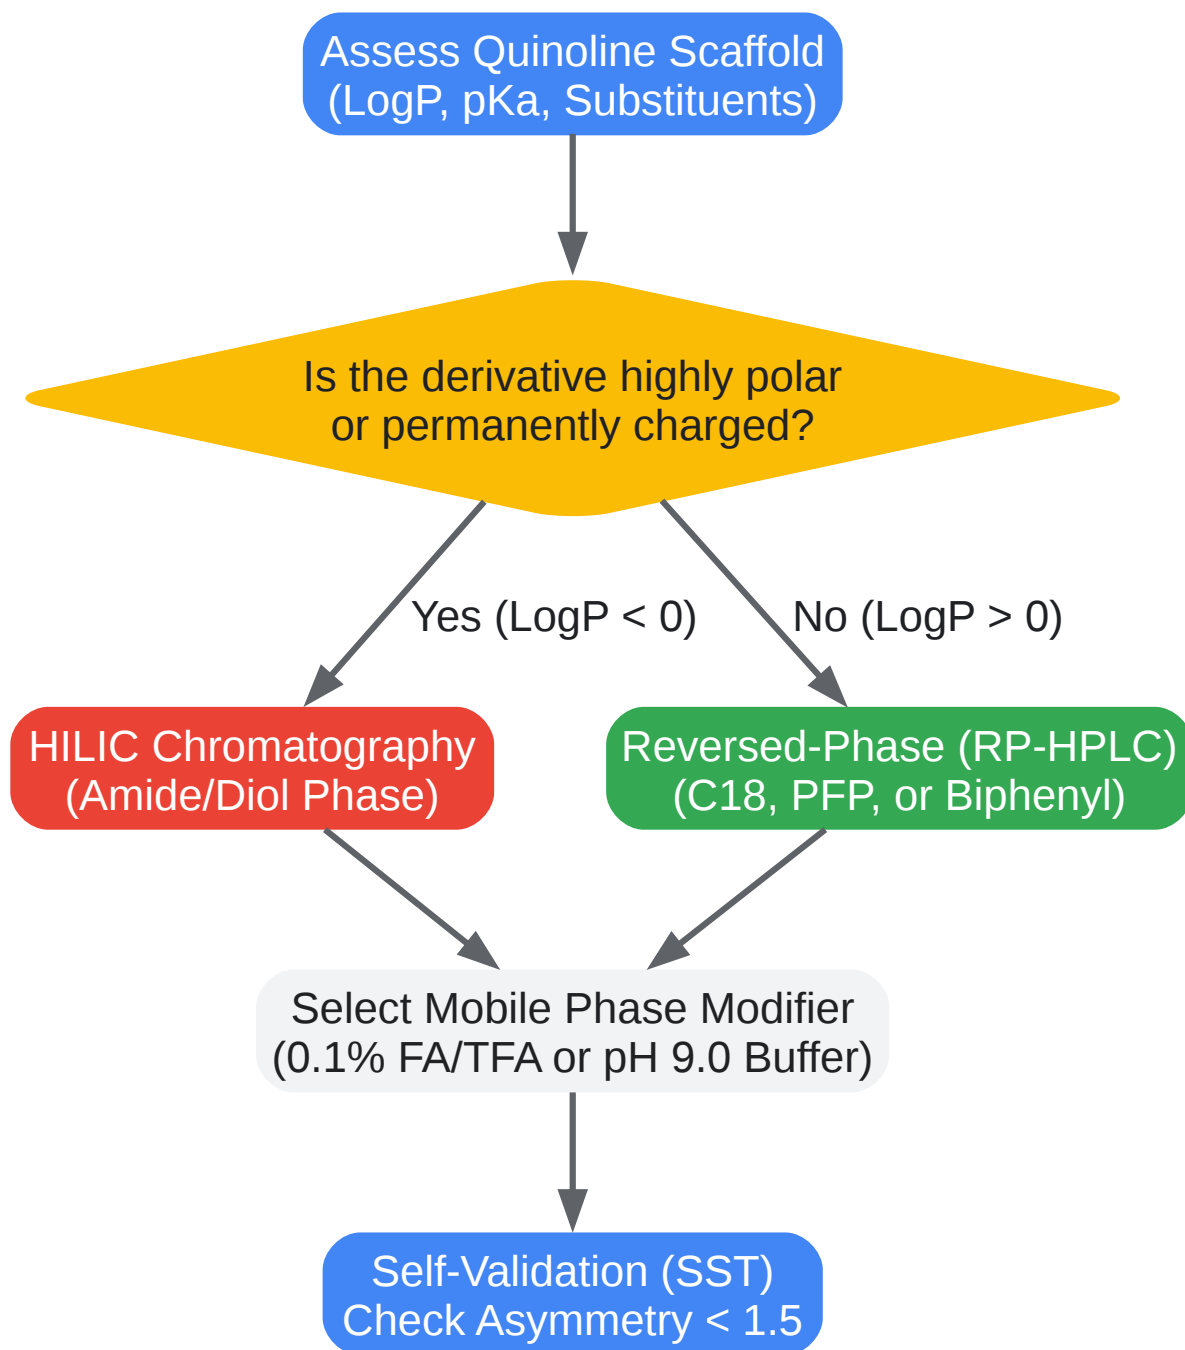 Assess Quinoline Scaffold
(LogP, pKa, Substituents)
Is the derivative highly polar
or permanently charged?
Yes (LogP < 0)
No (LogP > 0)
HILIC Chromatography
(Amide/Diol Phase)
Reversed-Phase (RP-HPLC)
(C18, PFP, or Biphenyl)
Select Mobile Phase Modifier
(0.1% FA/TFA or pH 9.0 Buffer)
Self-Validation (SST)
Check Asymmetry < 1.5